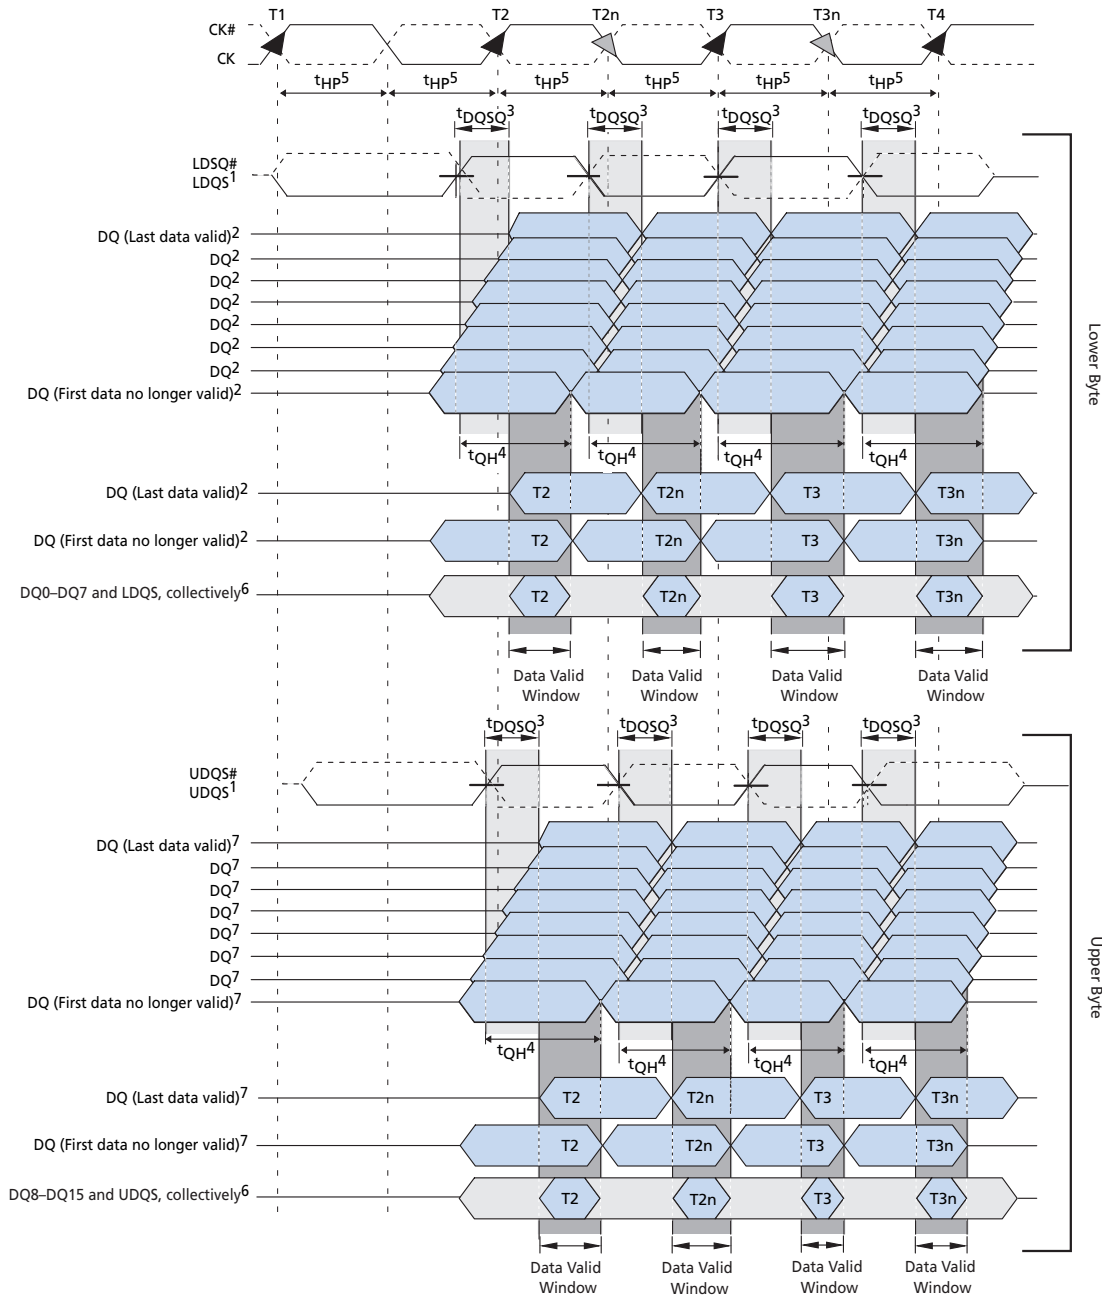 T1 T2 T2n T3 T3n T4
CK#
CK
tHP5 tHP5 tHP5 tHP5 tHP5 tHP5
tDQSQ3 tDQSQ3 tDQSQ3 tDQSQ3
LDSQ#
LDQS1
DQ (Last data valid)2
DQ2
DQ2
DQ2
DQ2
DQ2
DQ2
DQ (First data no longer valid)2
Lower Byte
tQH4 tQH4 tQH4 tQH4
DQ (Last data valid)2 T2 T2n T3 T3n
DQ (First data no longer valid)2 T2 T2n T3 T3n
DQ0–DQ7 and LDQS, collectively6 T2 T2n T3 T3n
Data Valid Data Valid Data Valid Data Valid
Window Window Window Window
tDQSQ3 tDQSQ3 tDQSQ3 tDQSQ3
UDQS#
UDQS1
DQ (Last data valid)7
DQ7
DQ7
DQ7
DQ7
DQ7
DQ7
DQ (First data no longer valid)7
Upper Byte
tQH4 tQH4 tQH4 tQH4
DQ (Last data valid)7 T2 T2n T3 T3n
DQ (First data no longer valid)7 T2 T2n T3 T3n
DQ8–DQ15 and UDQS, collectively6 T2 T2n T3 T3n
Data Valid Data Valid Data Valid Data Valid
Window Window Window Window